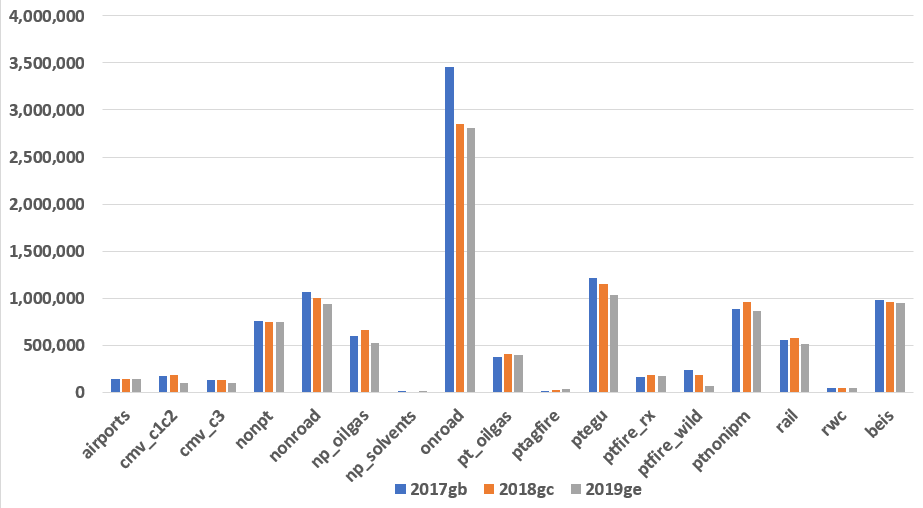 4,000,000
3,500,000
3,000,000
2,500,000
2,000,000
1,500,000
1,000,000
500,000
0
airports
cmv_c1c2
cmv_c3
nonpt
nonroad
np_oilgas
np_solvents
onroad
pt_oilgas
ptagfire
ptegu
ptfire_rx
ptfire_wild
ptnonipm
rail
rwc
beis
2017gb 2018gc 2019ge